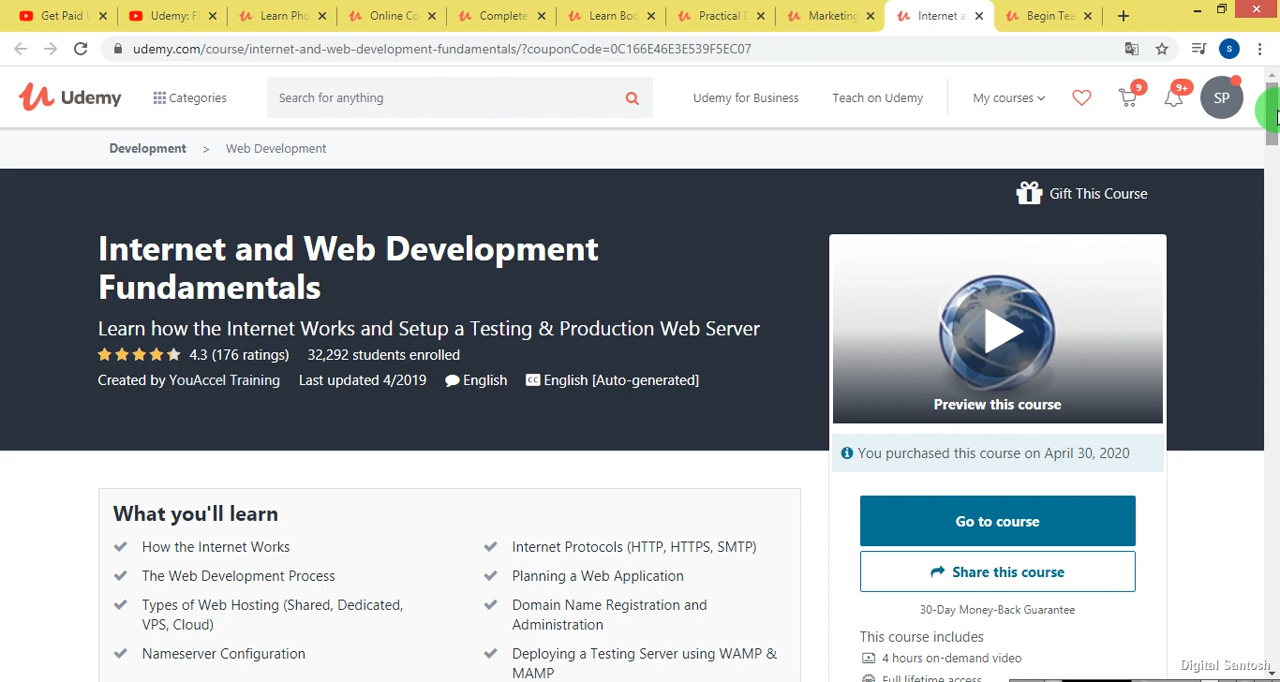 Get Paid U
Udemy: F
Learn Pho
Online Co
Complete
Learn Boo
Practical D
Marketing
Internet a
Begin Tea
udemy.com/course/internet-and-web-development-fundamentals/?couponCode=0C166E46E3E539F5EC07
S
Udemy
Categories
Search for anything
Udemy for Business
Teach on Udemy
My courses
9
9+
SP
Development > Web Development
Gift This Course
Internet and Web Development
Fundamentals
Learn how the Internet Works and Setup a Testing & Production Web Server
4.3 (176 ratings) 32,292 students enrolled
Created by YouAccel Training Last updated 4/2019 English CC English [Auto-generated]
Preview this course
You purchased this course on April 30, 2020
Go to course
Share this course
30-Day Money-Back Guarantee
This course includes
4 hours on-demand video
Full lifetime access
What you'll learn
How the Internet Works
The Web Development Process
Types of Web Hosting (Shared, Dedicated,
VPS, Cloud)
Nameserver Configuration
Internet Protocols (HTTP, HTTPS, SMTP)
Planning a Web Application
Domain Name Registration and
Administration
Deploying a Testing Server using WAMP &
MAMP
Digital Santosh